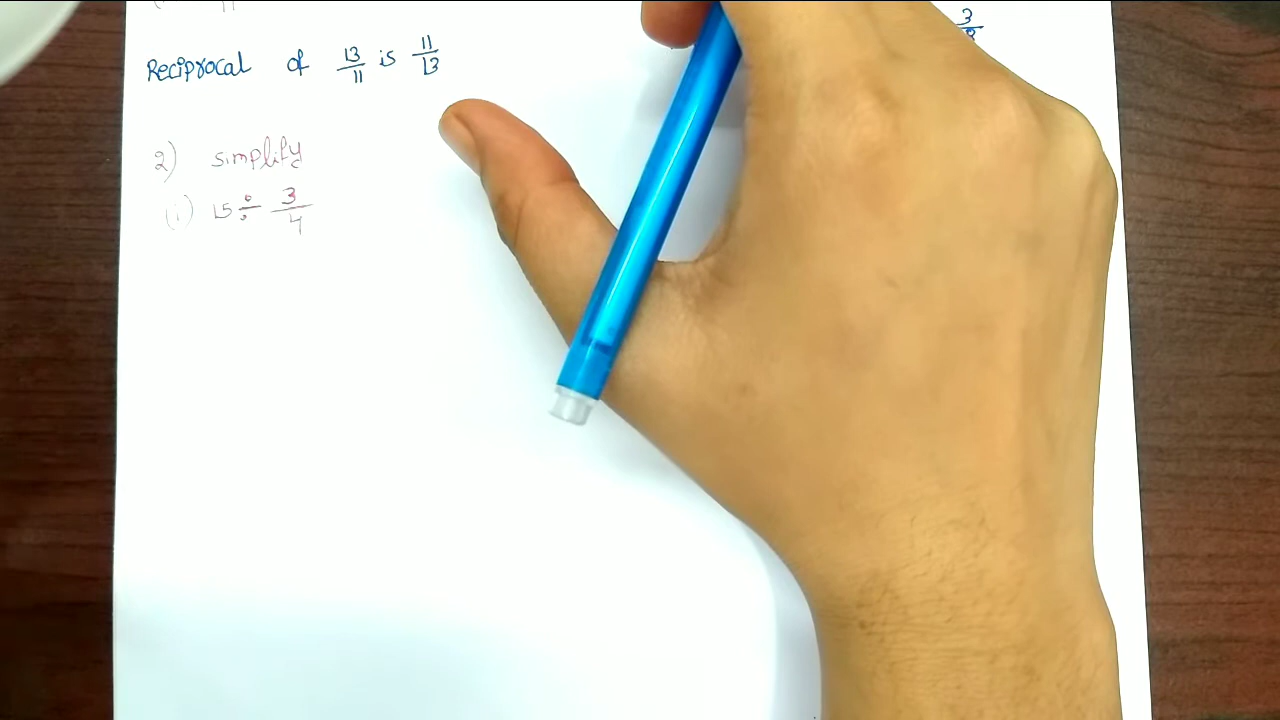 Reciprocal of 13/11 is 11/13
2) simplify
(i) 15 ÷ 3/4